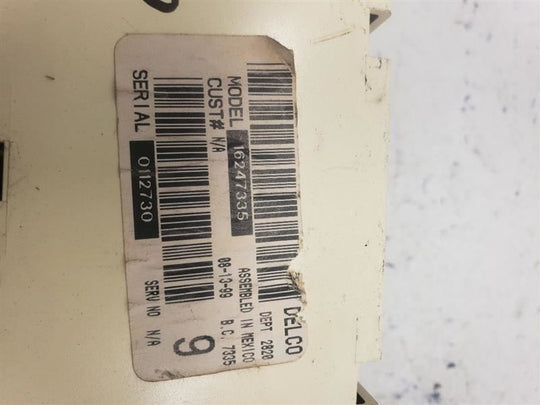 DELCO
DEPT 2820
MODEL 16247335
ASSEMBLED IN MEXICO
CUST# N/A
08-13-99 B.C. 7335
9
SERIAL 0112730
SERV NO N/A